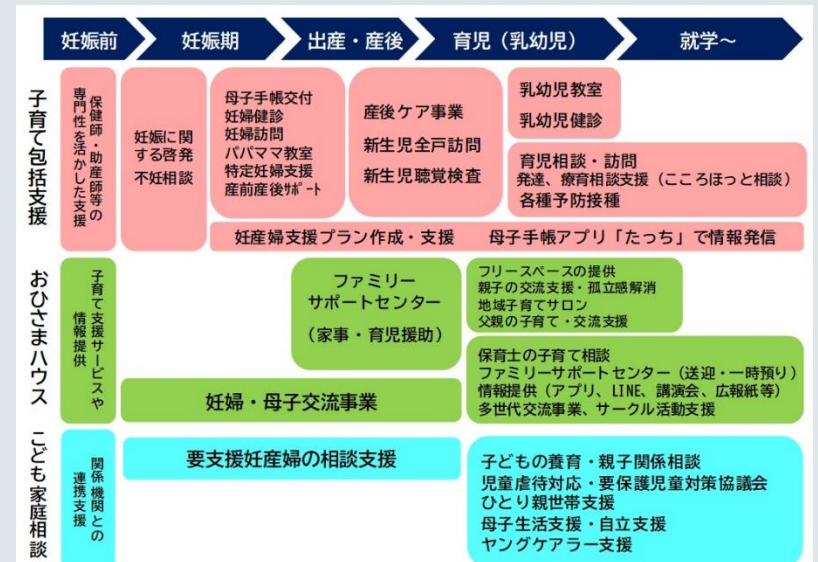 妊娠前
妊娠期
出産・産後
育児（乳幼児）
就学～
子育て包括支援
保健師・助産師等の
専門性を活かした支援
妊娠に関
する啓発
不妊相談
母子手帳交付
妊婦健診
妊婦訪問
パパママ教室
特定妊婦支援
産前産後ｻﾎﾟｰﾄ
産後ケア事業
新生児全戸訪問
新生児聴覚検査
乳幼児教室
乳幼児健診
育児相談・訪問
発達、療育相談支援（こころほっと相談）
各種予防接種
妊産婦支援プラン作成・支援　母子手帳アプリ「たっち」で情報発信
おひさまハウス
子育て支援サービスや
情報提供
ファミリー
サポートセンター
（家事・育児援助）
フリースペースの提供
親子の交流支援・孤立感解消
地域子育てサロン
父親の子育て・交流支援
妊婦・母子交流事業
保育士の子育て相談
ファミリーサポートセンター（送迎・一時預り）
情報提供（アプリ、LINE、講演会、広報紙等）
多世代交流事業、サークル活動支援
こども家庭相談
関係機関との
連携支援
要支援妊産婦の相談支援
子どもの養育・親子関係相談
児童虐待対応・要保護児童対策協議会
ひとり親世帯支援
母子生活支援・自立支援
ヤングケアラー支援